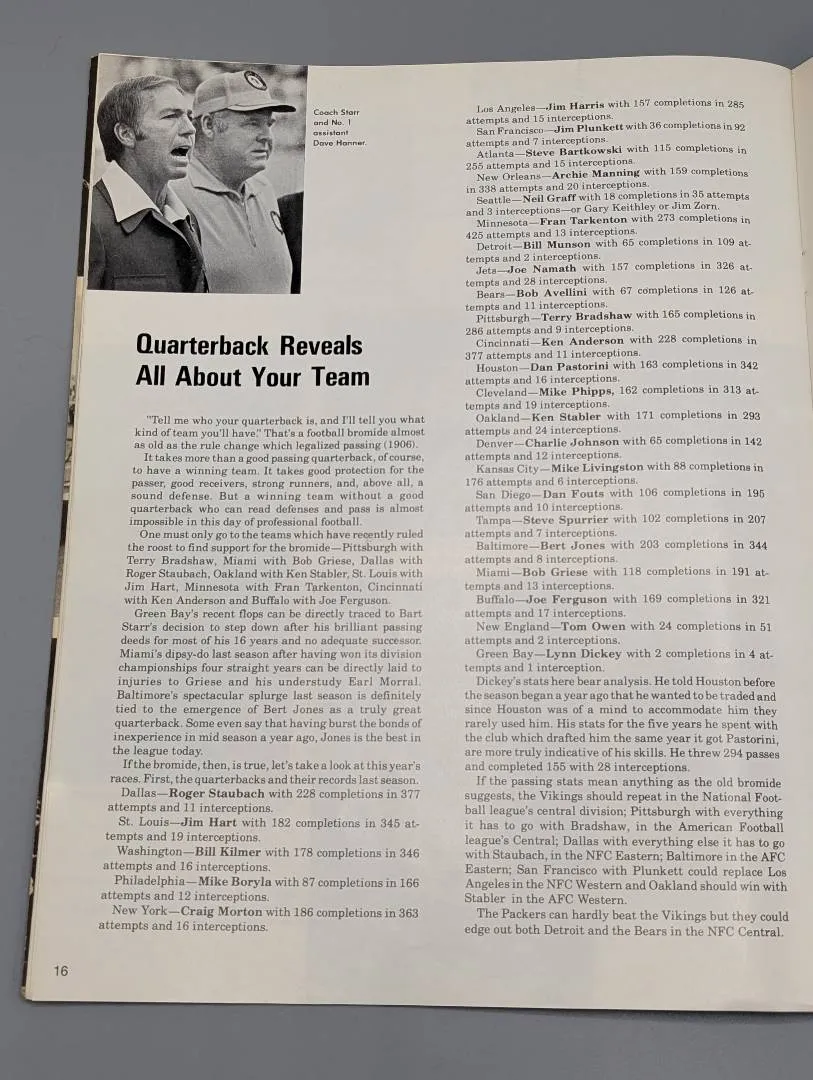 Coach Starr
and No. 1
assistant
Dave Hanner.
Quarterback Reveals
All About Your Team
"Tell me who your quarterback is, and I'll tell you what
kind of team you'll have." That's a football bromide almost
as old as the rule change which legalized passing (1906).
It takes more than a good passing quarterback, of course,
to have a winning team. It takes good protection for the
passer, good receivers, strong runners, and, above all, a
sound defense. But a winning team without a good
quarterback who can read defenses and pass is almost
impossible in this day of professional football.
One must only go to the teams which have recently ruled
the roost to find support for the bromide—Pittsburgh with
Terry Bradshaw, Miami with Bob Griese, Dallas with
Roger Staubach, Oakland with Ken Stabler, St. Louis with
Jim Hart, Minnesota with Fran Tarkenton, Cincinnati
with Ken Anderson and Buffalo with Joe Ferguson.
Green Bay's recent flops can be directly traced to Bart
Starr's decision to step down after his brilliant passing
deeds for most of his 16 years and no adequate successor.
Miami's dipsy-do last season after having won its division
championships four straight years can be directly laid to
injuries to Griese and his understudy Earl Morral.
Baltimore's spectacular splurge last season is definitely
tied to the emergence of Bert Jones as a truly great
quarterback. Some even say that having burst the bonds of
inexperience in mid season a year ago, Jones is the best in
the league today.
If the bromide, then, is true, let's take a look at this year's
races. First, the quarterbacks and their records last season.
Dallas—Roger Staubach with 228 completions in 377
attempts and 11 interceptions.
St. Louis—Jim Hart with 182 completions in 345 at-
tempts and 19 interceptions.
Washington—Bill Kilmer with 178 completions in 346
attempts and 16 interceptions.
Philadelphia—Mike Boryla with 87 completions in 166
attempts and 12 interceptions.
New York—Craig Morton with 186 completions in 363
attempts and 16 interceptions.
Los Angeles—Jim Harris with 157 completions in 285
attempts and 15 interceptions.
San Francisco—Jim Plunkett with 36 completions in 92
attempts and 7 interceptions.
Atlanta—Steve Bartkowski with 115 completions in
255 attempts and 15 interceptions.
New Orleans—Archie Manning with 159 completions
in 338 attempts and 20 interceptions.
Seattle—Neil Graff with 18 completions in 35 attempts
and 3 interceptions—or Gary Keithley or Jim Zorn.
Minnesota—Fran Tarkenton with 273 completions in
425 attempts and 13 interceptions.
Detroit—Bill Munson with 65 completions in 109 at-
tempts and 2 interceptions.
Jets—Joe Namath with 157 completions in 326 at-
tempts and 28 interceptions.
Bears—Bob Avellini with 67 completions in 126 at-
tempts and 11 interceptions.
Pittsburgh—Terry Bradshaw with 165 completions in
286 attempts and 9 interceptions.
Cincinnati—Ken Anderson with 228 completions in
377 attempts and 11 interceptions.
Houston—Dan Pastorini with 163 completions in 342
attempts and 16 interceptions.
Cleveland—Mike Phipps, 162 completions in 313 at-
tempts and 19 interceptions.
Oakland—Ken Stabler with 171 completions in 293
attempts and 24 interceptions.
Denver—Charlie Johnson with 65 completions in 142
attempts and 12 interceptions.
Kansas City—Mike Livingston with 88 completions in
176 attempts and 6 interceptions.
San Diego—Dan Fouts with 106 completions in 195
attempts and 10 interceptions.
Tampa—Steve Spurrier with 102 completions in 207
attempts and 7 interceptions.
Baltimore—Bert Jones with 203 completions in 344
attempts and 8 interceptions.
Miami—Bob Griese with 118 completions in 191 at-
tempts and 13 interceptions.
Buffalo—Joe Ferguson with 169 completions in 321
attempts and 17 interceptions.
New England—Tom Owen with 24 completions in 51
attempts and 2 interceptions.
Green Bay—Lynn Dickey with 2 completions in 4 at-
tempts and 1 interception.
Dickey's stats here bear analysis. He told Houston before
the season began a year ago that he wanted to be traded and
since Houston was of a mind to accommodate him they
rarely used him. His stats for the five years he spent with
the club which drafted him the same year it got Pastorini,
are more truly indicative of his skills. He threw 294 passes
and completed 155 with 28 interceptions.
If the passing stats mean anything as the old bromide
suggests, the Vikings should repeat in the National Foot-
ball league's central division; Pittsburgh with everything
it has to go with Bradshaw, in the American Football
league's Central; Dallas with everything else it has to go
with Staubach, in the NFC Eastern; Baltimore in the AFC
Eastern; San Francisco with Plunkett could replace Los
Angeles in the NFC Western and Oakland should win with
Stabler in the AFC Western.
The Packers can hardly beat the Vikings but they could
edge out both Detroit and the Bears in the NFC Central.
16